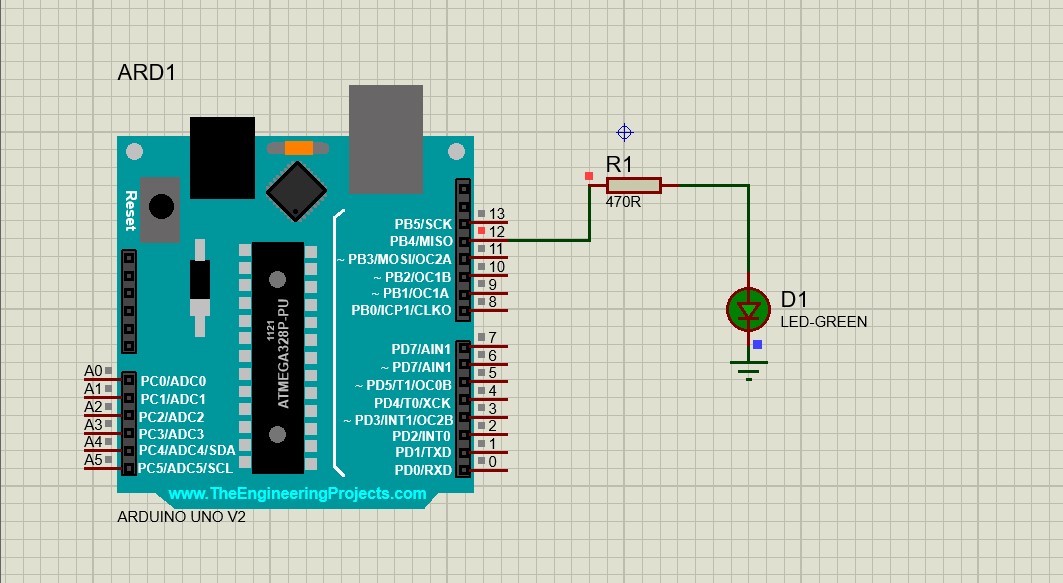 ARD1
R1
470R
Reset
13
PB5/SCK
12
PB4/MISO
11
~ PB3/MOSI/OC2A
10
~ PB2/OC1B
9
~ PB1/OC1A
8
PB0/ICP1/CLKO
D1
LED-GREEN
1121
ATMEGA328P-PU
7
PD7/AIN1
6
~ PD7/AIN1
5
~ PD5/T1/OC0B
4
PD4/T0/XCK
3
~ PD3/INT1/OC2B
2
PD2/INT0
1
PD1/TXD
0
PD0/RXD
A0
PC0/ADC0
A1
PC1/ADC1
A2
PC2/ADC2
A3
PC3/ADC3
A4
PC4/ADC4/SDA
A5
PC5/ADC5/SCL
www.TheEngineeringProjects.com
ARDUINO UNO V2